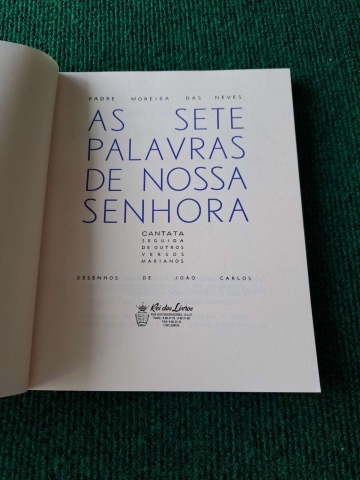 PADRE MOREIRA DAS NEVES
AS SETE
PALAVRAS
DE NOSSA
SENHORA
CANTATA
SEGUIDA
DE OUTROS
VERSOS
MARIANOS
DESENHOS DE JOÃO CARLOS
Rei dos Livros